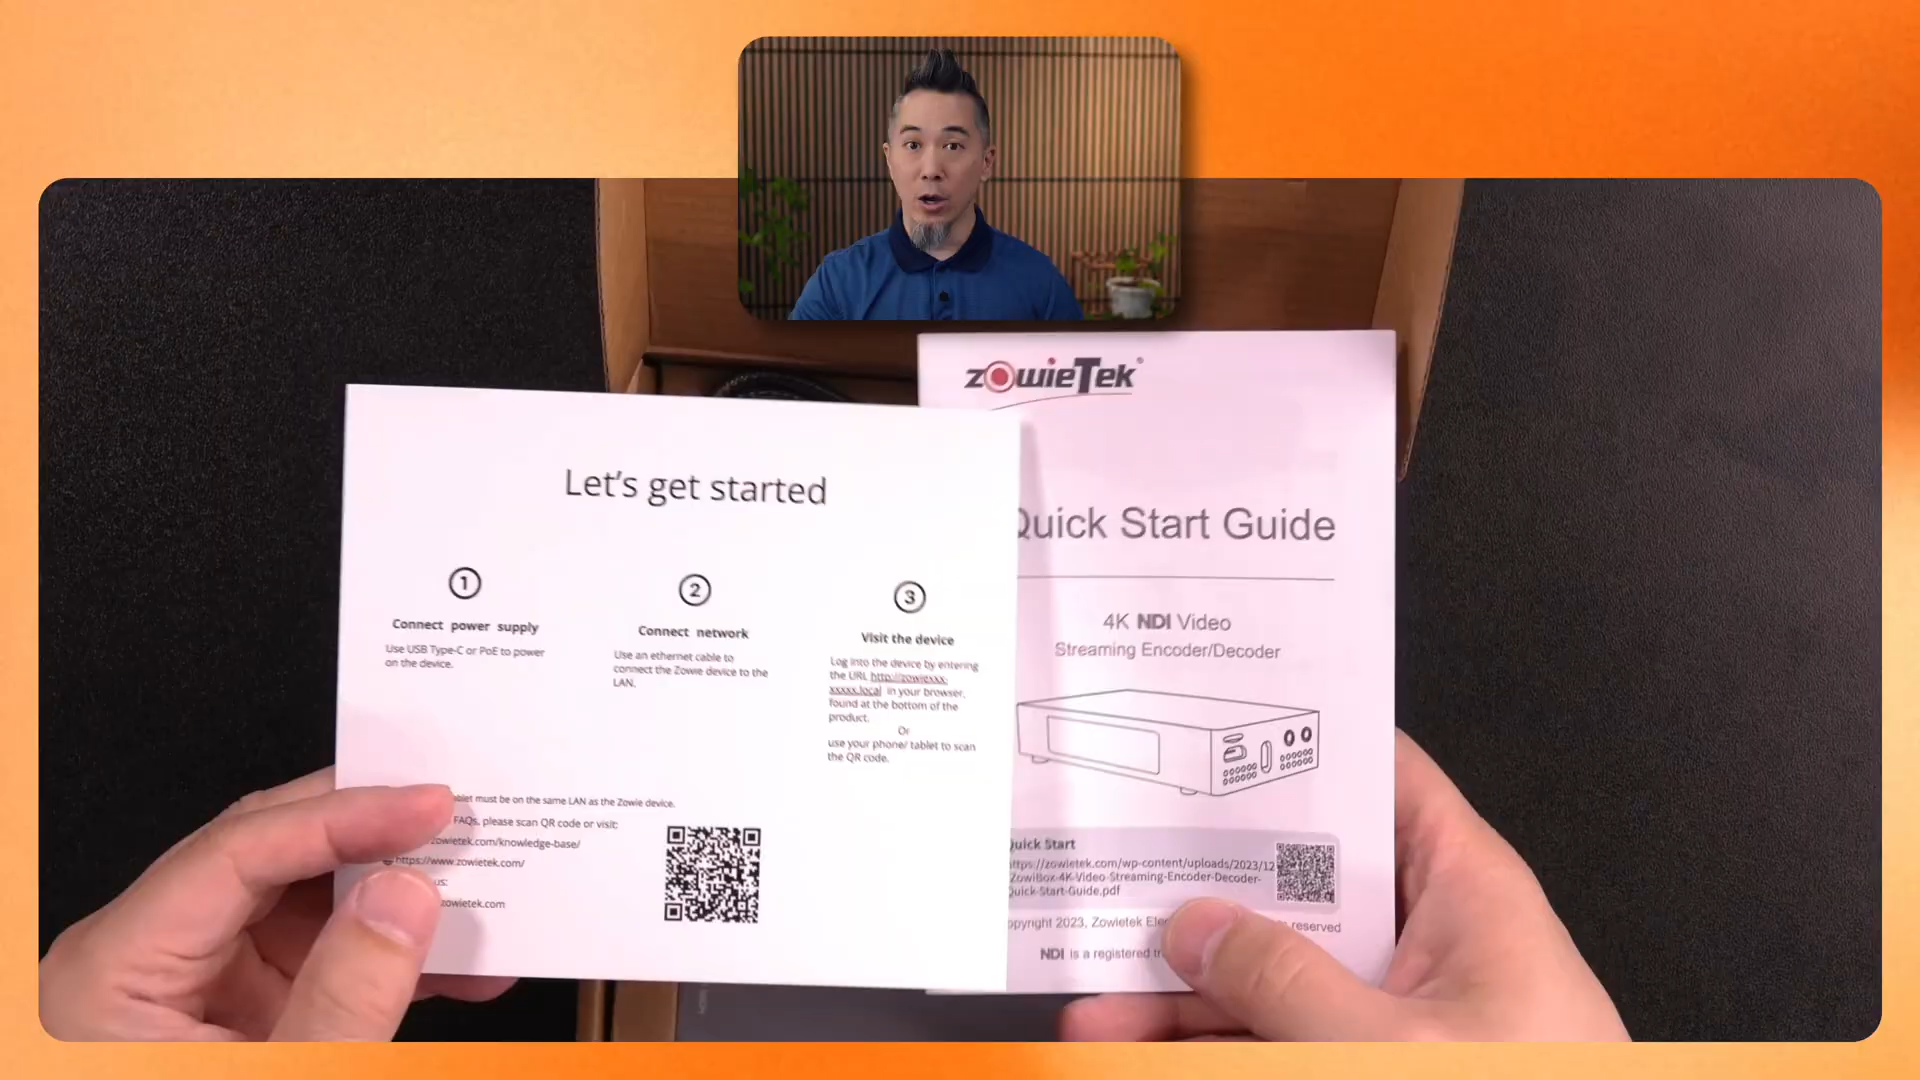 zowieTek
Let's get started
1
Connect power supply
Use USB Type-C or PoE to power
on the device.
2
Connect network
Use an ethernet cable to
connect the Zowie device to the
LAN.
3
Visit the device
Log into the device by entering
the URL http://zowiexxx-
xxxxx.local in your browser,
found at the bottom of the
product.
Or
use your phone/ tablet to scan
the QR code.
must be on the same LAN as the Zowie device.
FAQs, please scan QR code or visit:
zowietek.com/knowledge-base/
https://www.zowietek.com/
us:
zowietek.com
Quick Start Guide
4K NDI Video
Streaming Encoder/Decoder
Quick Start
https://zowietek.com/wp-content/uploads/2023/12
ZowiBox-4K-Video-Streaming-Encoder-Decoder-
Quick-Start-Guide.pdf
2023, Zowietek reserved
NDI is a registered